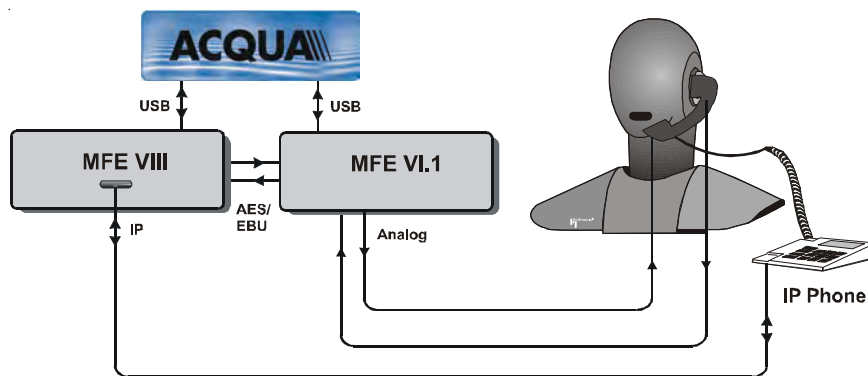 ACQUA
USB
USB
MFE VIII
MFE VI.1
IP
AES/
EBU
Analog
IP Phone